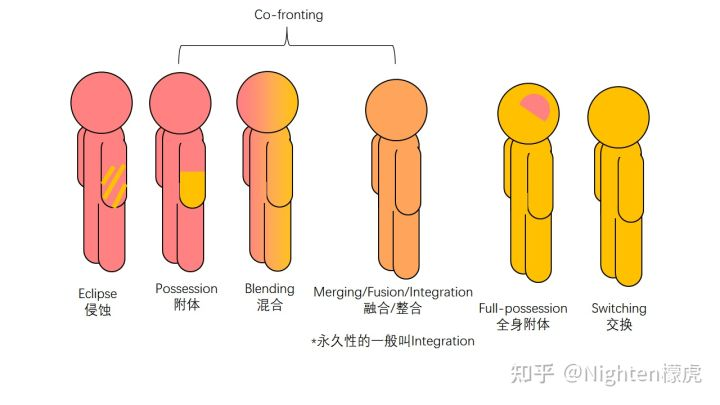 Co-fronting
Eclipse
侵蚀
Possession
附体
Blending
混合
Merging/Fusion/Integration
融合/整合
*永久性的一般叫Integration
Full-possession
全身附体
Switching
交换
知乎 @Nighten檬虎